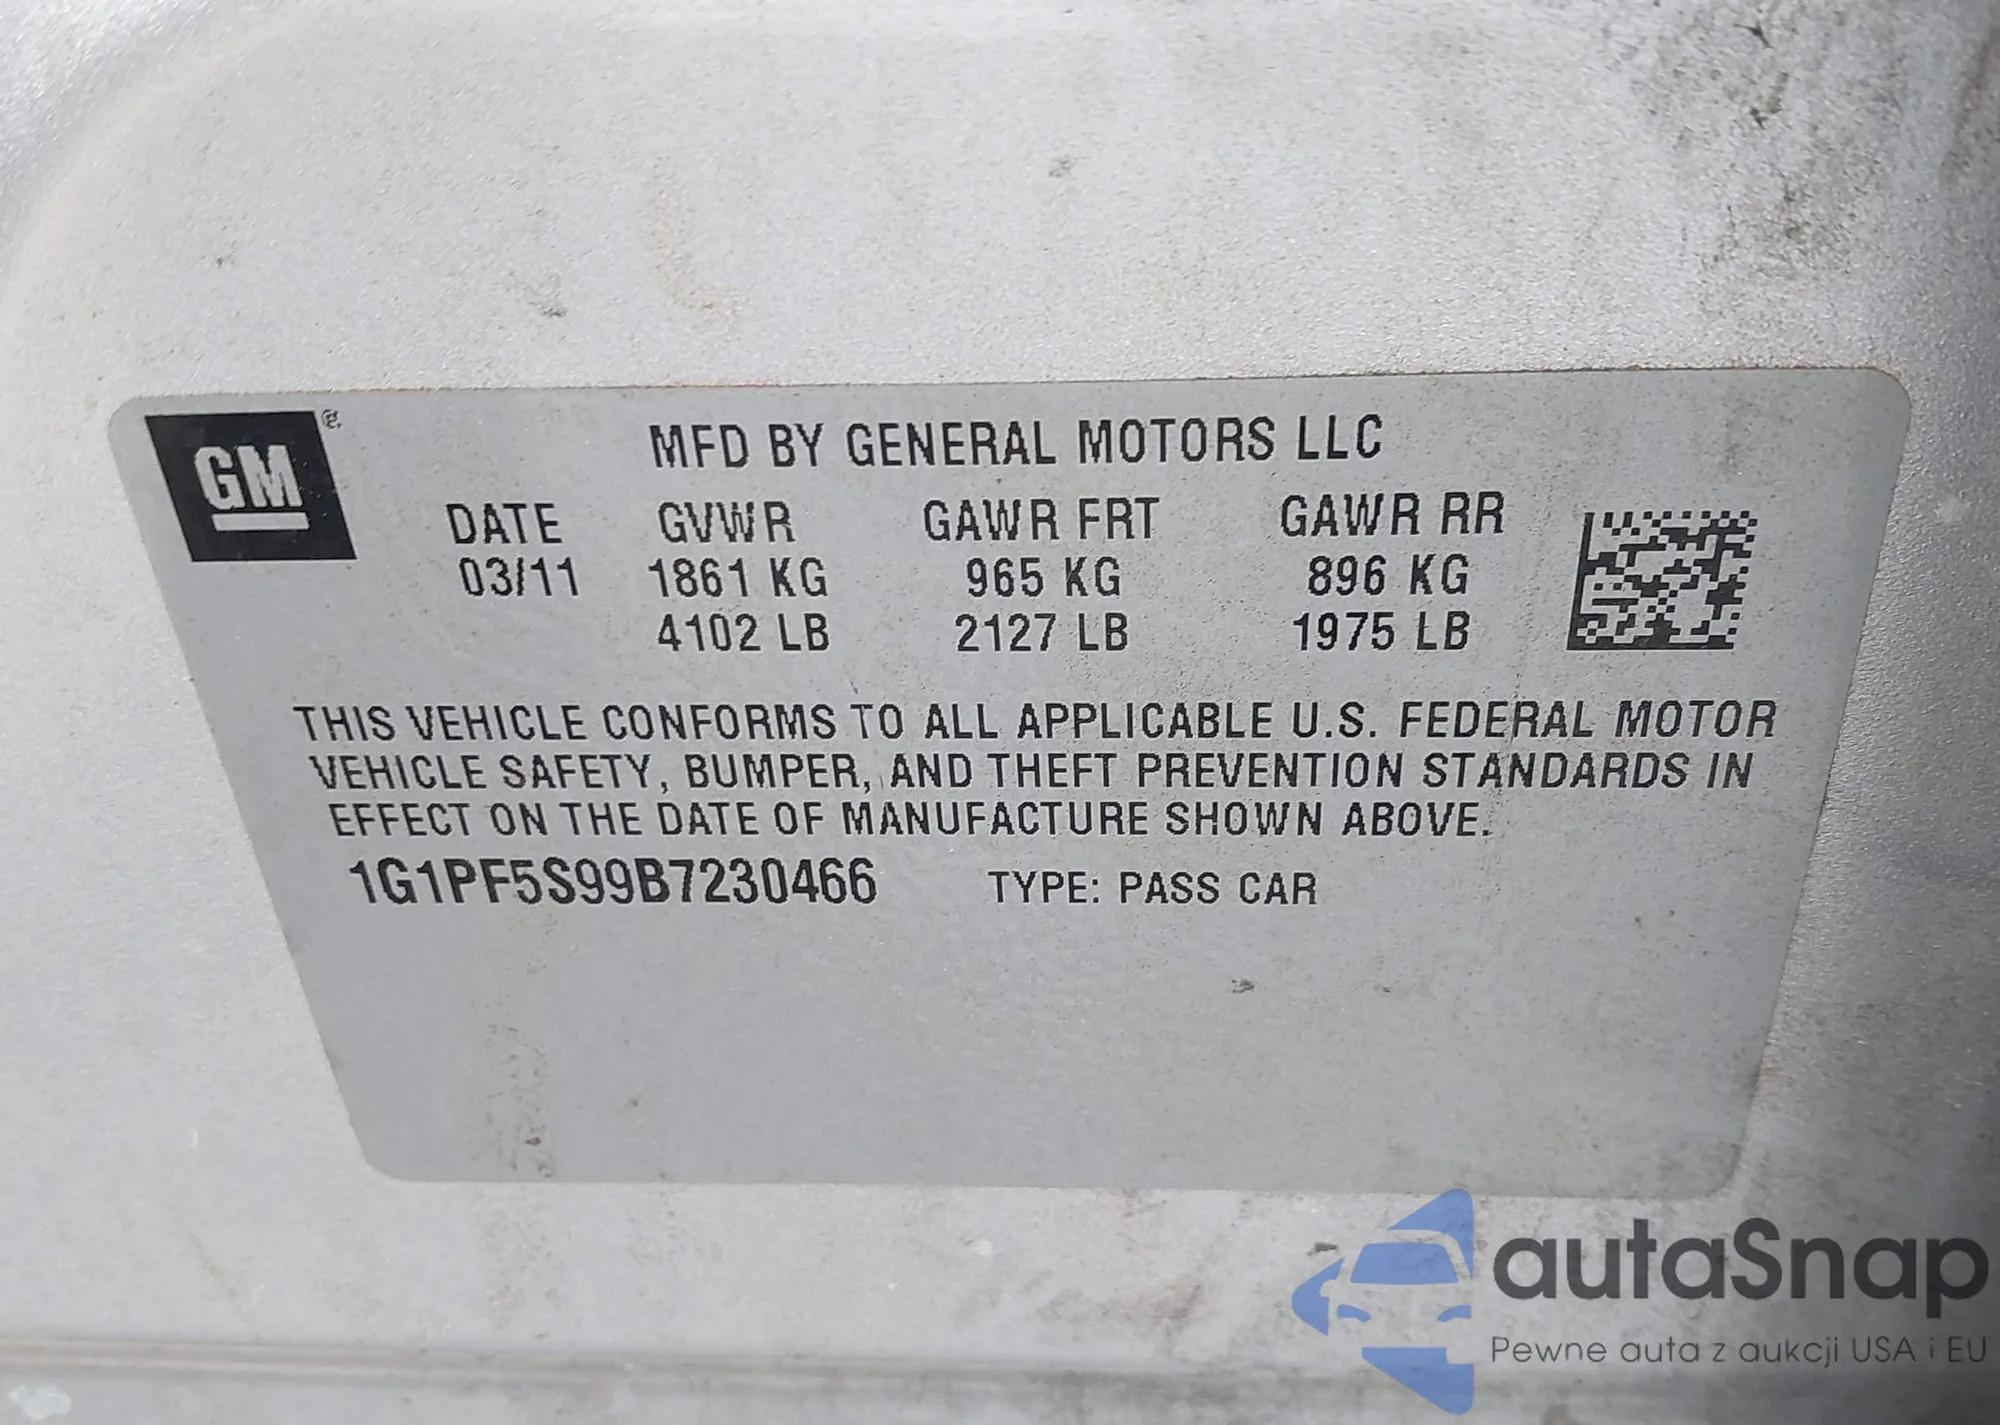 GM®
MFD BY GENERAL MOTORS LLC
DATE GVWR GAWR FRT GAWR RR
03/11 1861 KG 965 KG 896 KG
4102 LB 2127 LB 1975 LB
THIS VEHICLE CONFORMS TO ALL APPLICABLE U.S. FEDERAL MOTOR
VEHICLE SAFETY, BUMPER, AND THEFT PREVENTION STANDARDS IN
EFFECT ON THE DATE OF MANUFACTURE SHOWN ABOVE.
1G1PF5S99B7230466 TYPE: PASS CAR
autaSnap
Pewne auta z aukcji USA i EU